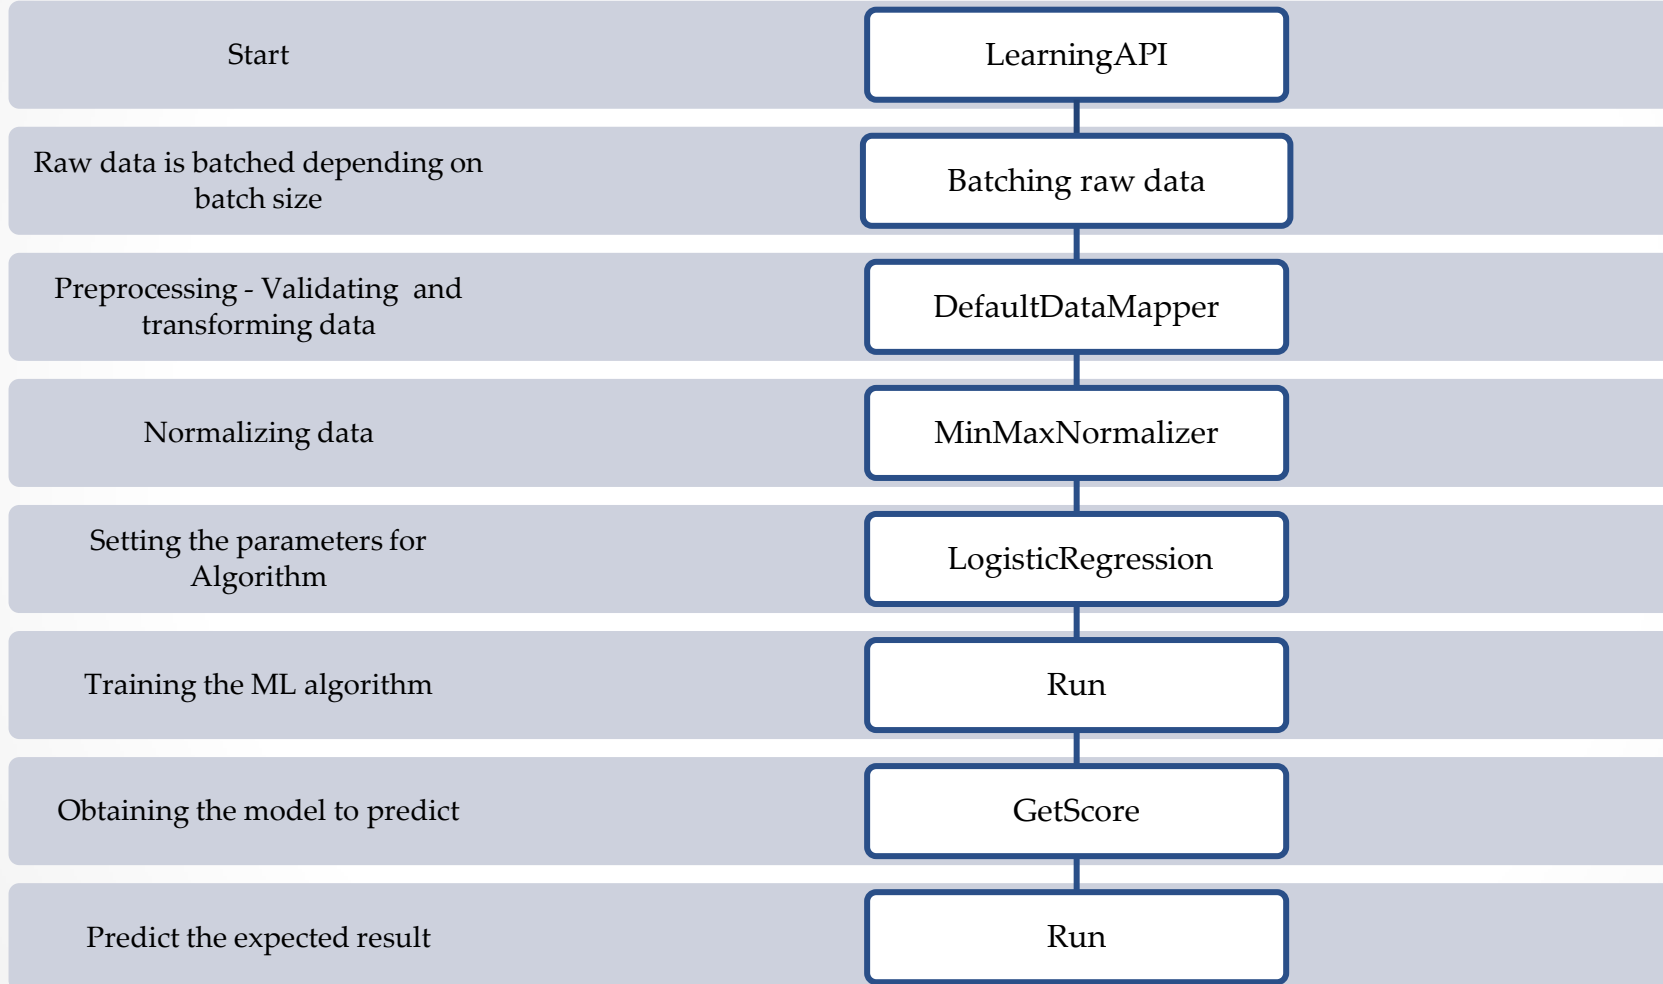 Start
LearningAPI
Raw data is batched depending on
batch size
Batching raw data
Preprocessing - Validating  and
transforming data
DefaultDataMapper
Normalizing data
MinMaxNormalizer
Setting the parameters for
Algorithm
LogisticRegression
Training the ML algorithm
Run
Obtaining the model to predict
GetScore
Predict the expected result
Run